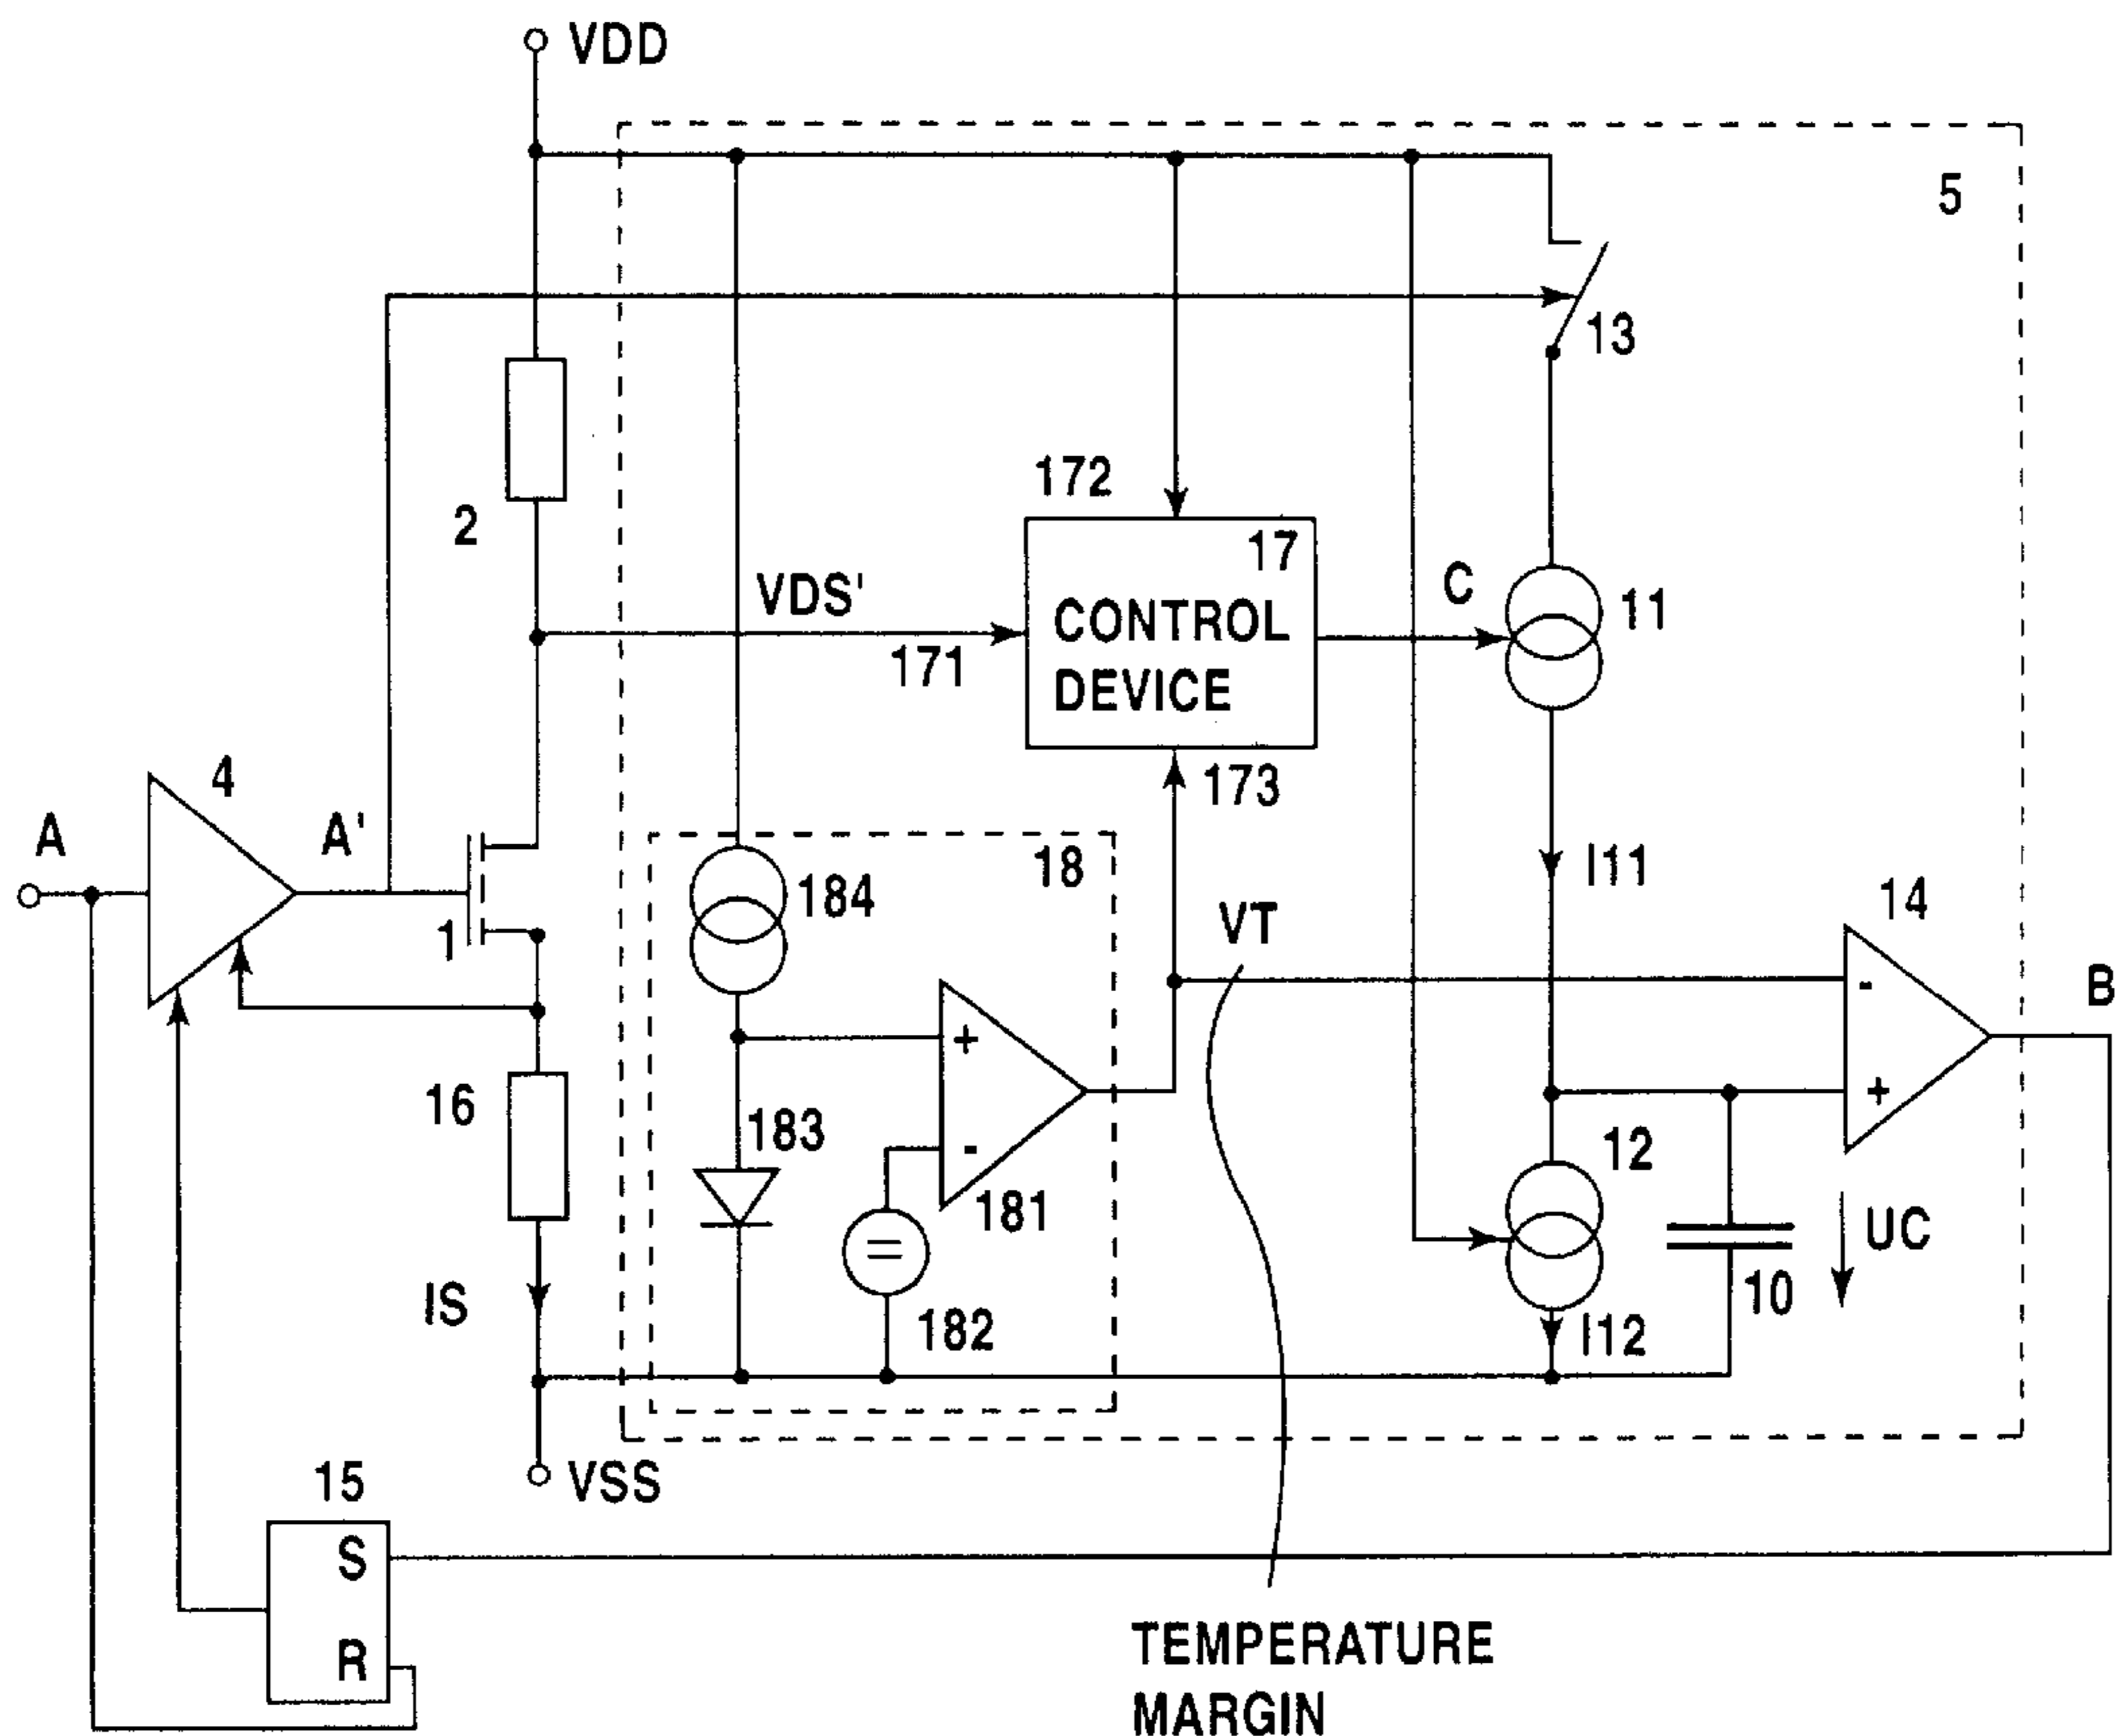 VDD
5
13
2
172
17
CONTROL
DEVICE
VDS'
171
C
11
173
4
A
A'
1
18
184
VT
I11
14
-
+
B
+
-
183
181
182
16
IS
12
10
UC
I12
VSS
15
S
R
TEMPERATURE
MARGIN